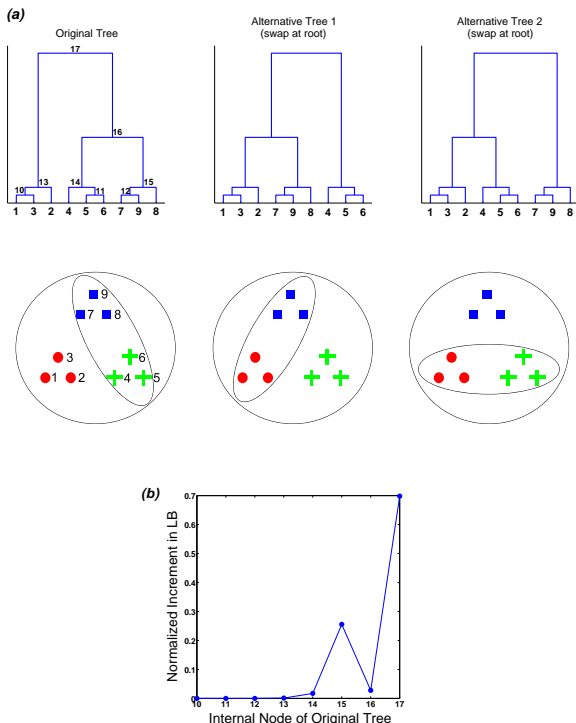 (a)
Original Tree
Alternative Tree 1
(swap at root)
Alternative Tree 2
(swap at root)
17
16
10 13 14 11 12 15
1 3 2 4 5 6 7 9 8
1 3 2 7 9 8 4 5 6
1 3 2 4 5 6 7 9 8
9
7 8
3 6
1 2 4 5
(b)
Normalized Increment in LB
0.7
0.6
0.5
0.4
0.3
0.2
0.1
0
10 11 12 13 14 15 16 17
Internal Node of Original Tree